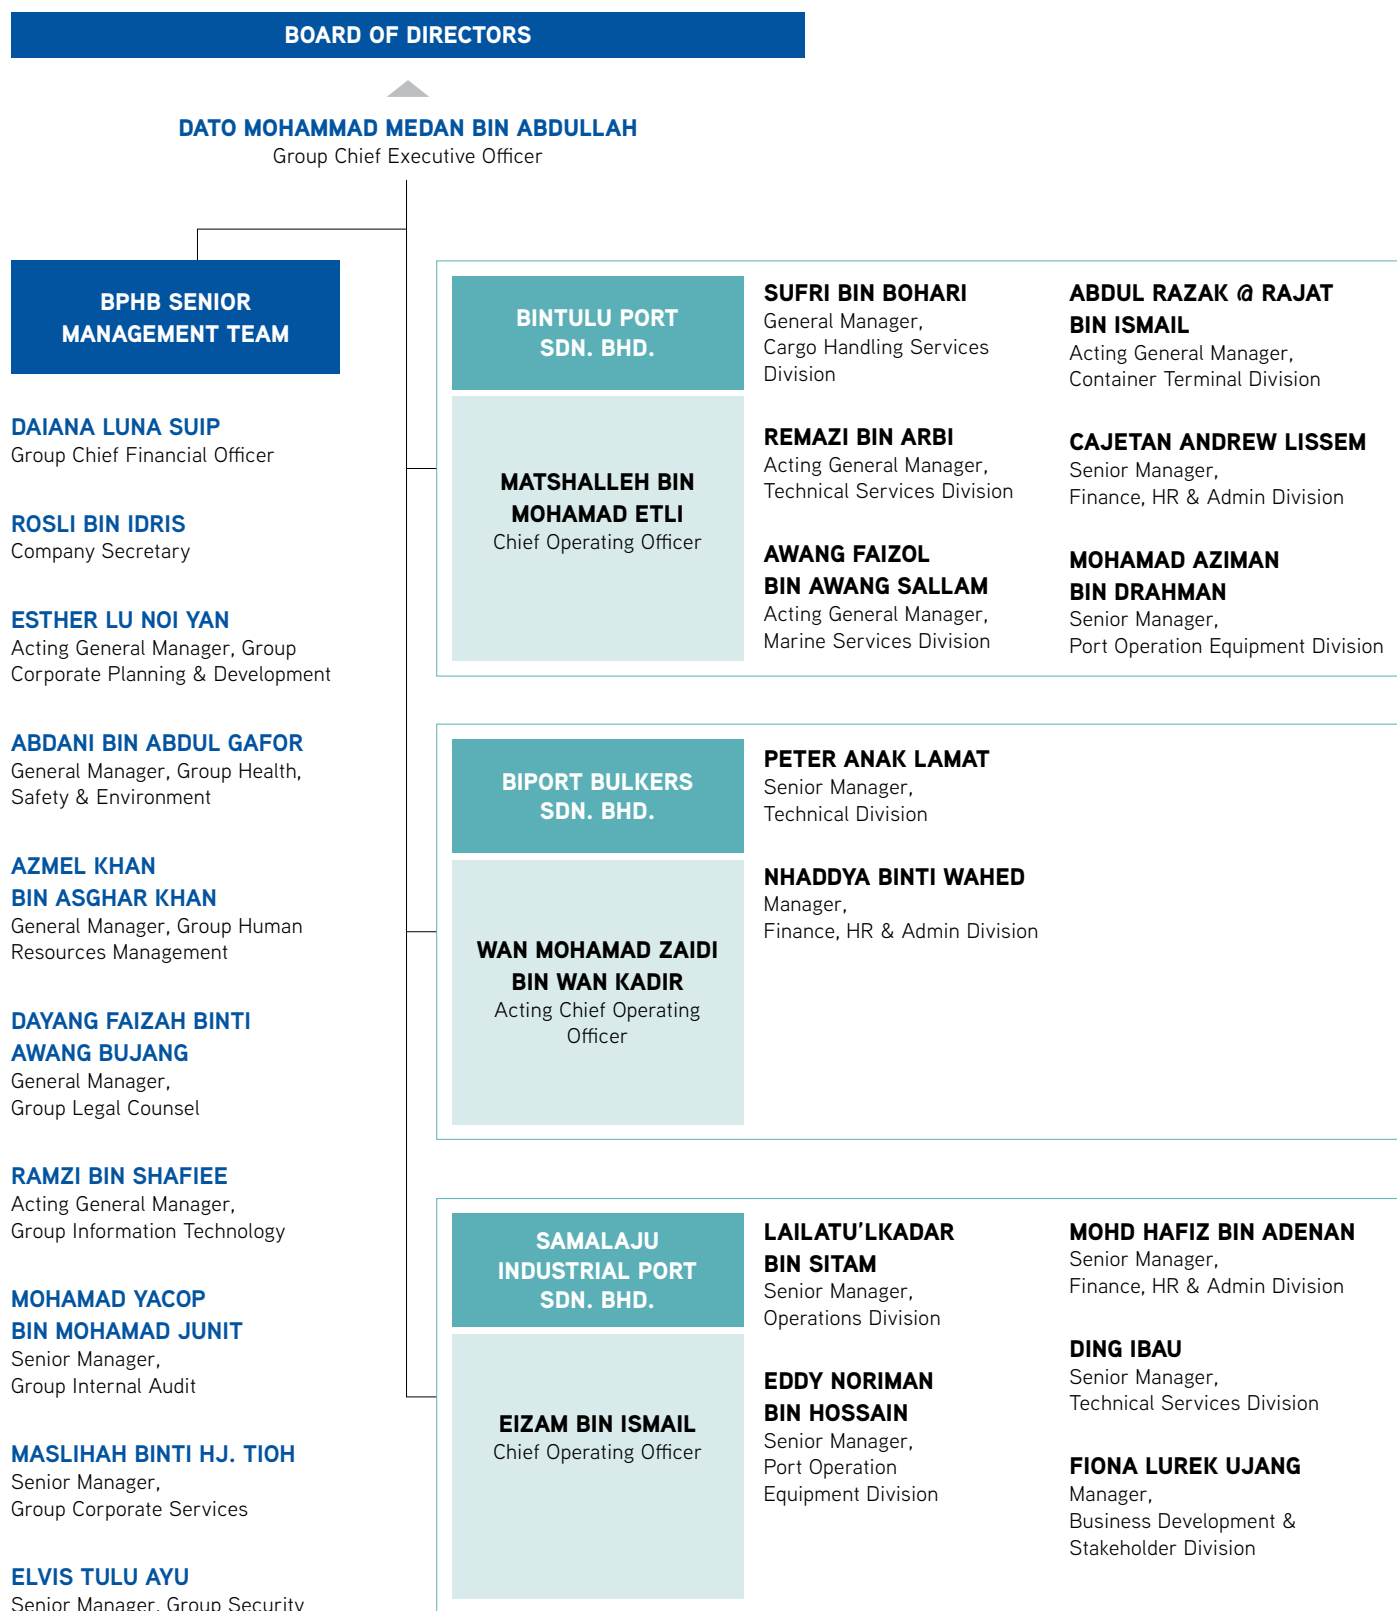 BOARD OF DIRECTORS
DATO MOHAMMAD MEDAN BIN ABDULLAH
Group Chief Executive Officer
BPHB SENIOR
MANAGEMENT TEAM
DAIANA LUNA SUIP
Group Chief Financial Officer
ROSLI BIN IDRIS
Company Secretary
ESTHER LU NOI YAN
Acting General Manager, Group
Corporate Planning & Development
ABDANI BIN ABDUL GAFOR
General Manager, Group Health,
Safety & Environment
AZMEL KHAN
BIN ASGHAR KHAN
General Manager, Group Human
Resources Management
DAYANG FAIZAH BINTI
AWANG BUJANG
General Manager,
Group Legal Counsel
RAMZI BIN SHAFIEE
Acting General Manager,
Group Information Technology
MOHAMAD YACOP
BIN MOHAMAD JUNIT
Senior Manager,
Group Internal Audit
MASLIHAH BINTI HJ. TIOH
Senior Manager,
Group Corporate Services
ELVIS TULU AYU
Senior Manager, Group Security
BINTULU PORT
SDN. BHD.
MATSHALLEH BIN
MOHAMAD ETLI
Chief Operating Officer
SUFRI BIN BOHARI
General Manager,
Cargo Handling Services
Division
REMAZI BIN ARBI
Acting General Manager,
Technical Services Division
AWANG FAIZOL
BIN AWANG SALLAM
Acting General Manager,
Marine Services Division
ABDUL RAZAK @ RAJAT
BIN ISMAIL
Acting General Manager,
Container Terminal Division
CAJETAN ANDREW LISSEM
Senior Manager,
Finance, HR & Admin Division
MOHAMAD AZIMAN
BIN DRAHMAN
Senior Manager,
Port Operation Equipment Division
BIPORT BULKERS
SDN. BHD.
WAN MOHAMAD ZAIDI
BIN WAN KADIR
Acting Chief Operating
Officer
PETER ANAK LAMAT
Senior Manager,
Technical Division
NHADDYA BINTI WAHED
Manager,
Finance, HR & Admin Division
SAMALAJU
INDUSTRIAL PORT
SDN. BHD.
EIZAM BIN ISMAIL
Chief Operating Officer
LAILATU'LKADAR
BIN SITAM
Senior Manager,
Operations Division
EDDY NORIMAN
BIN HOSSAIN
Senior Manager,
Port Operation
Equipment Division
MOHD HAFIZ BIN ADENAN
Senior Manager,
Finance, HR & Admin Division
DING IBAU
Senior Manager,
Technical Services Division
FIONA LUREK UJANG
Manager,
Business Development &
Stakeholder Division